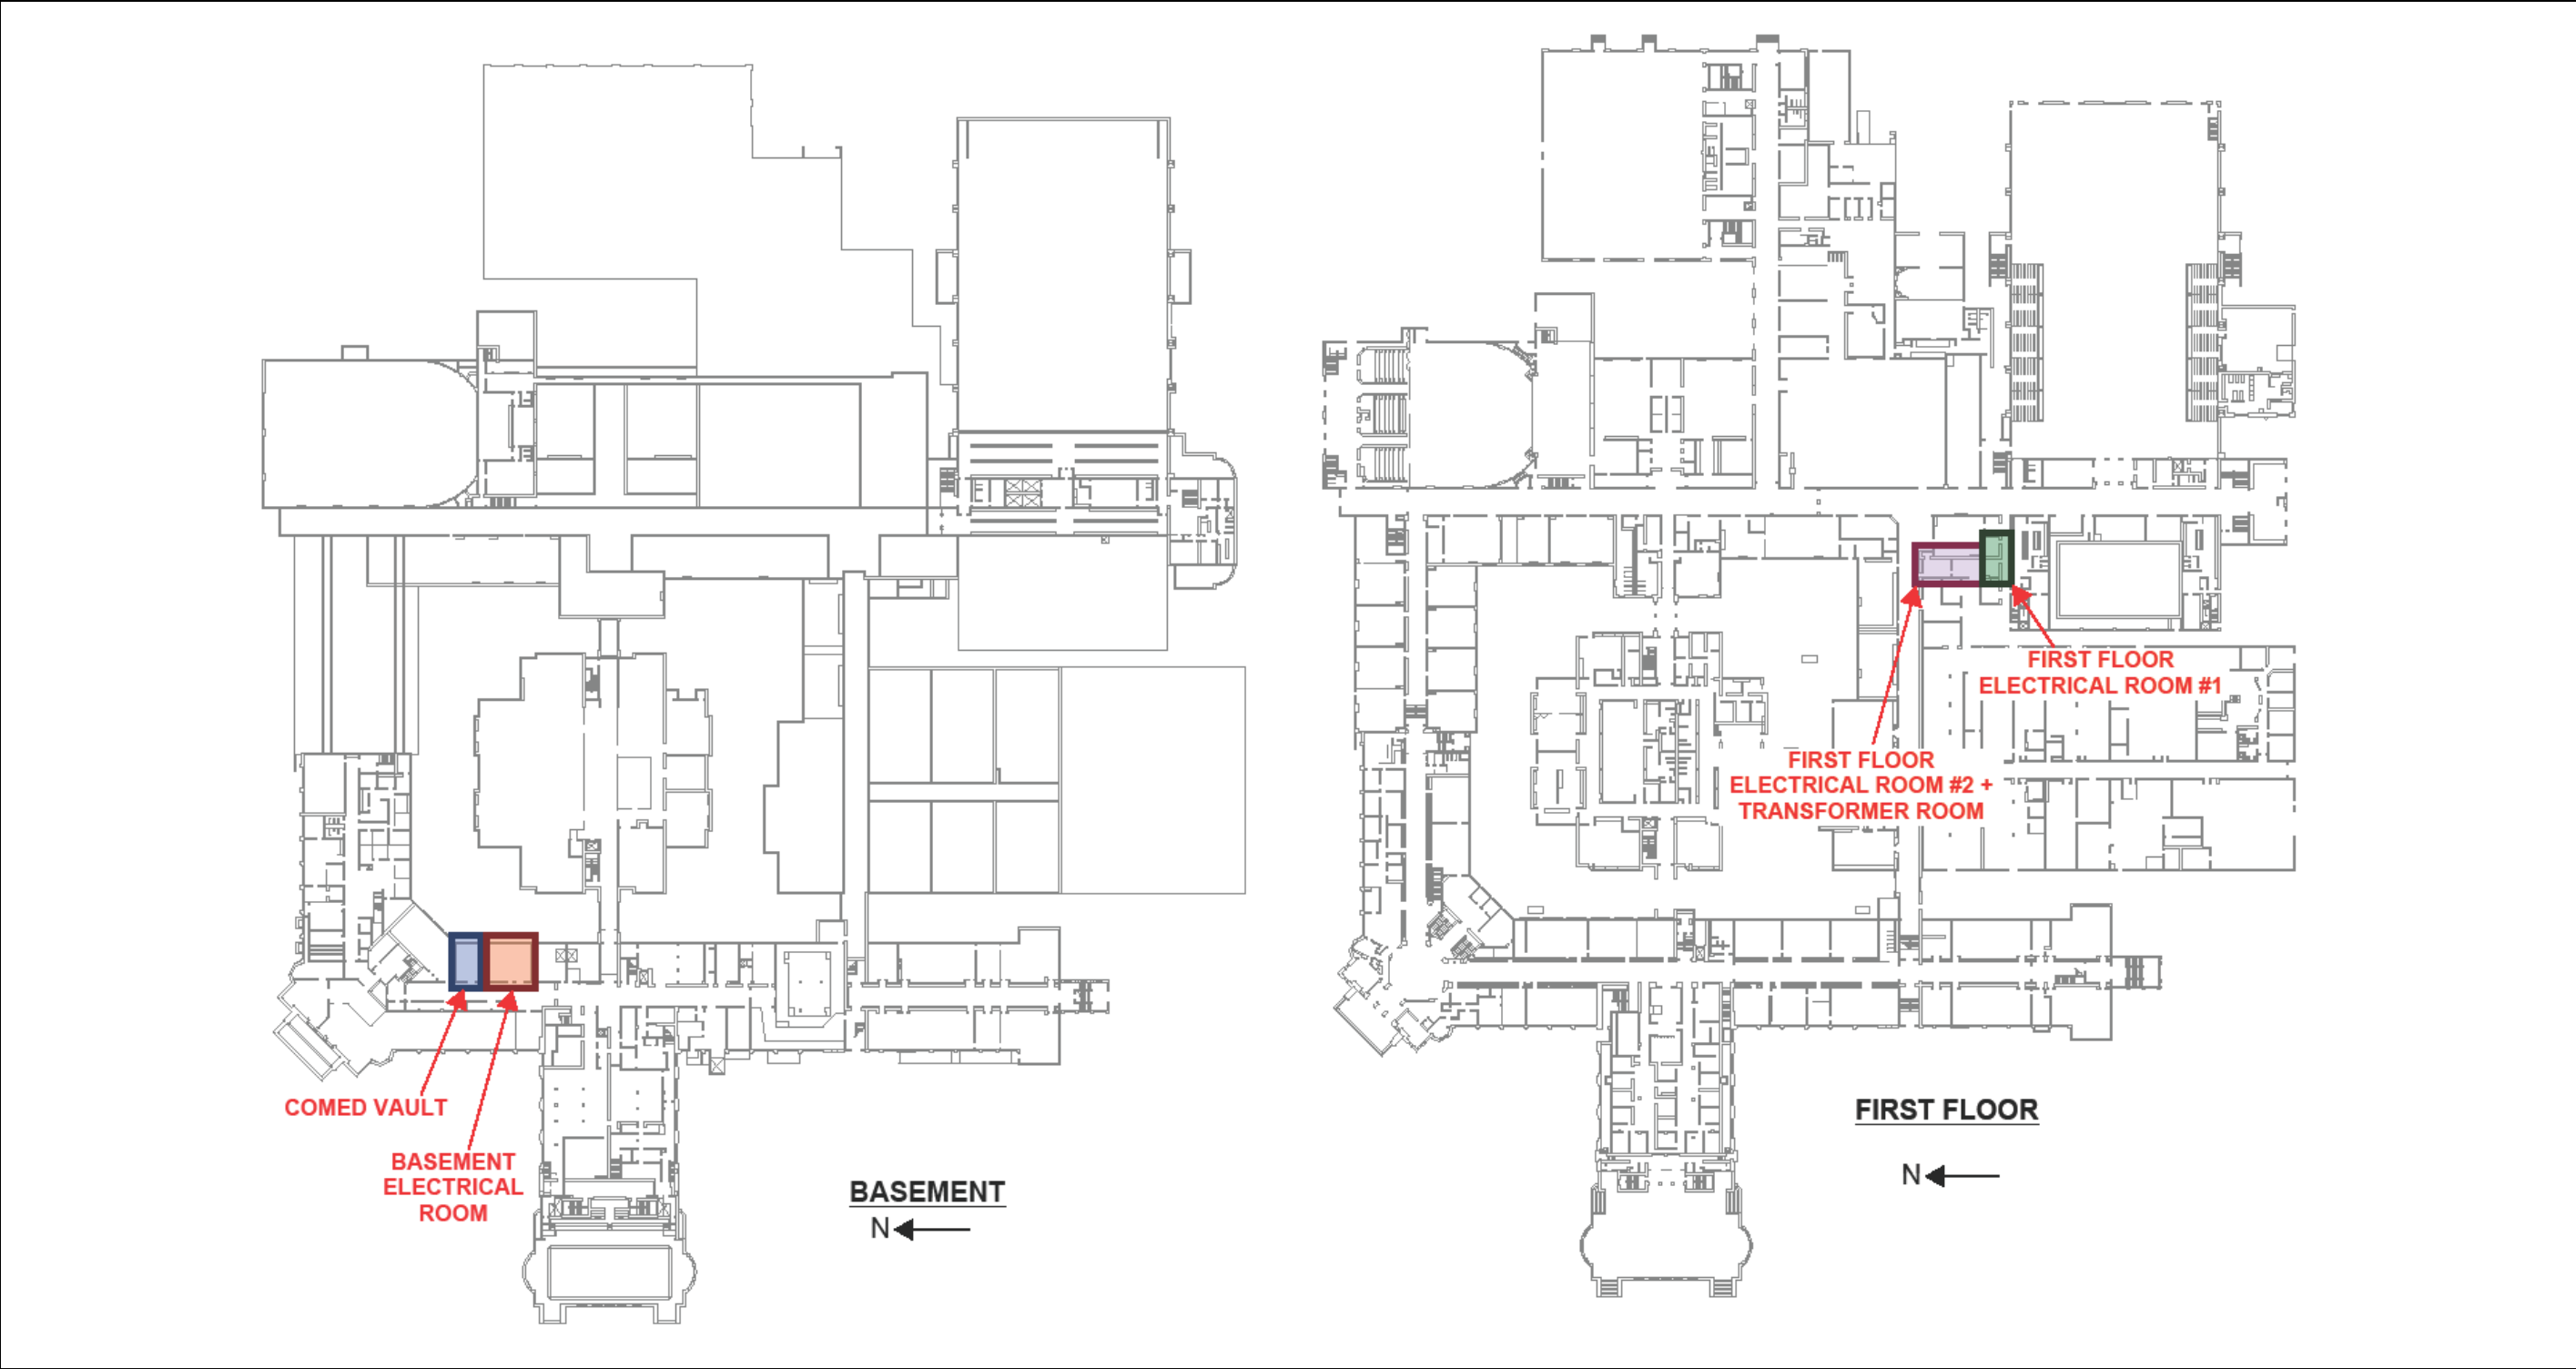 COMED VAULT
BASEMENT
ELECTRICAL
ROOM
BASEMENT
N
FIRST FLOOR
ELECTRICAL ROOM #1
FIRST FLOOR
ELECTRICAL ROOM #2 +
TRANSFORMER ROOM
FIRST FLOOR
N